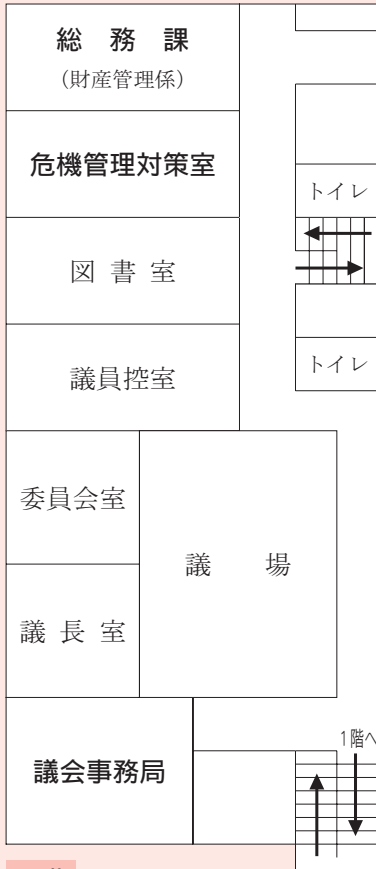 総務課
(財産管理係)
危機管理対策室
トイレ
図書室
議員控室
トイレ
委員会室
議場
議長室
議会事務局
1階へ